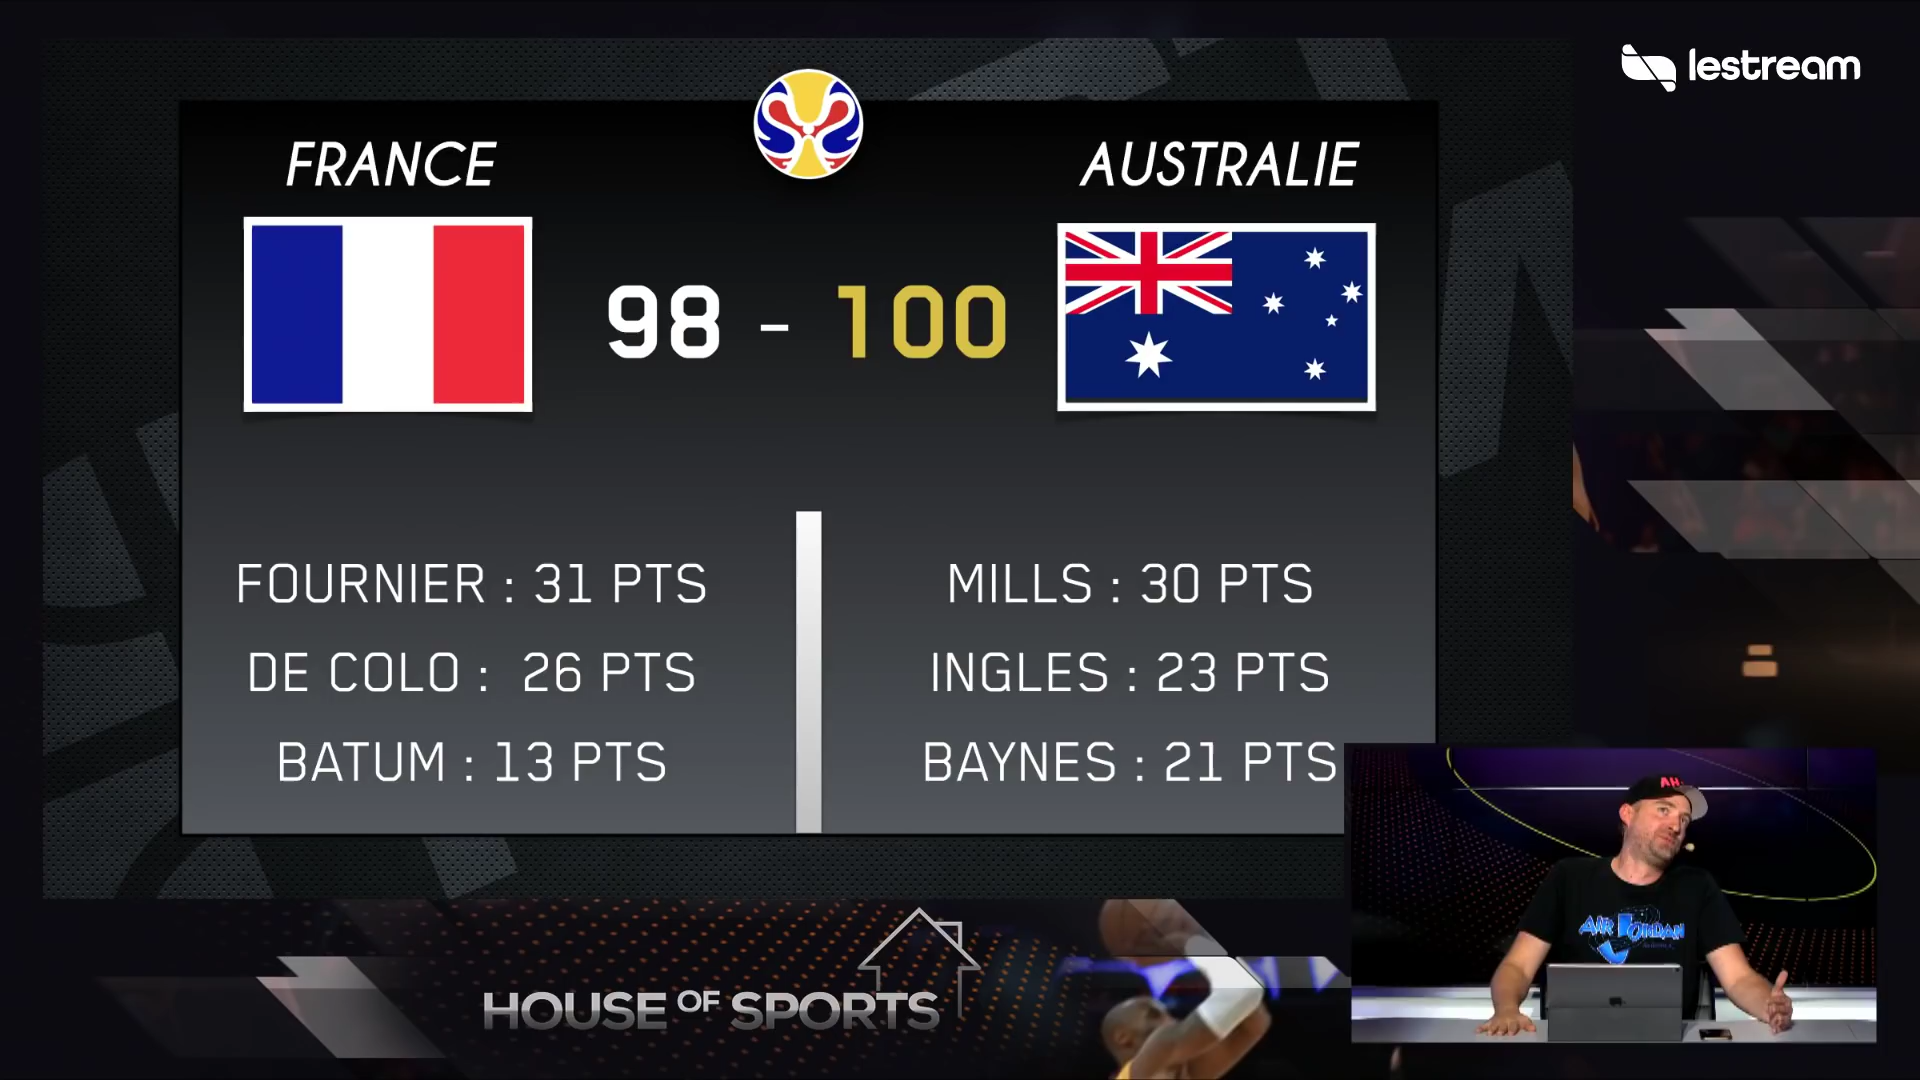 lestream
FRANCE
AUSTRALIE
98 - 100
FOURNIER : 31 PTS
DE COLO : 26 PTS
BATUM : 13 PTS
MILLS : 30 PTS
INGLES : 23 PTS
BAYNES : 21 PTS
AH
AIR JORDAN
HOUSE OF SPORTS